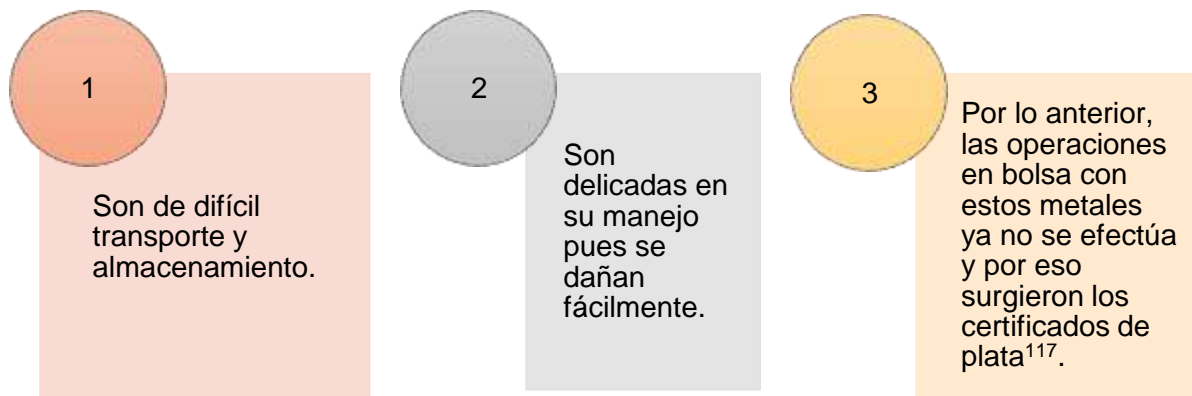 1
Son de difícil
transporte y
almacenamiento.
2
Son
delicadas en
su manejo
pues se
dañan
fácilmente.
3
Por lo anterior,
las operaciones
en bolsa con
estos metales
ya no se efectúa
y por eso
surgieron los
certificados de
plata¹¹⁷.